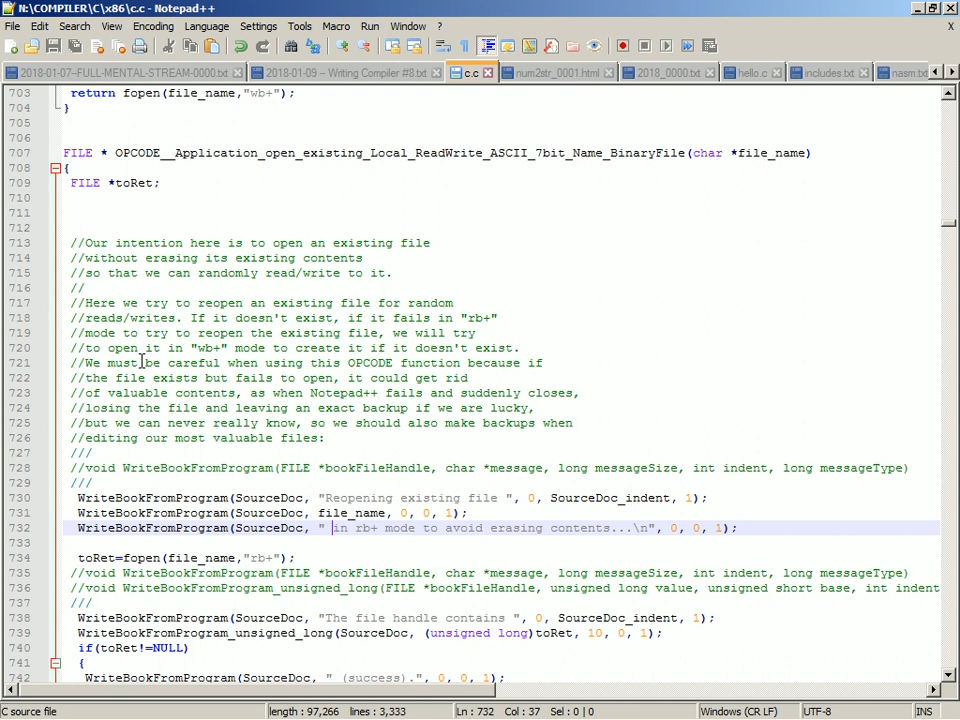 N:\COMPILER\C\x86\c.c - Notepad++
File Edit Search View Encoding Language Settings Tools Macro Run Window ? X
2018-01-07-FULL-MENTAL-STREAM-0000.txt 2018-01-09 -- Writing Compiler #8.txt c.c num2str_0001.html 2018_0000.txt hello.c includes.txt nasm.txt
703 return fopen(file_name,"wb+");
704 }
705
706
707 FILE * OPCODE__Application_open_existing_Local_ReadWrite_ASCII_7bit_Name_BinaryFile(char *file_name)
708 {
709 FILE *toRet;
710
711
712
713 //Our intention here is to open an existing file
714 //without erasing its existing contents
715 //so that we can randomly read/write to it.
716 //
717 //Here we try to reopen an existing file for random
718 //reads/writes. If it doesn't exist, if it fails in "rb+"
719 //mode to try to reopen the existing file, we will try
720 //to open it in "wb+" mode to create it if it doesn't exist.
721 //We must be careful when using this OPCODE function because if
722 //the file exists but fails to open, it could get rid
723 //of valuable contents, as when Notepad++ fails and suddenly closes,
724 //losing the file and leaving an exact backup if we are lucky,
725 //but we can never really know, so we should also make backups when
726 //editing our most valuable files:
727 ///
728 //void WriteBookFromProgram(FILE *bookFileHandle, char *message, long messageSize, int indent, long messageType)
729 ///
730 WriteBookFromProgram(SourceDoc, "Reopening existing file ", 0, SourceDoc_indent, 1);
731 WriteBookFromProgram(SourceDoc, file_name, 0, 0, 1);
732 WriteBookFromProgram(SourceDoc, " in rb+ mode to avoid erasing contents...\n", 0, 0, 1);
733
734 toRet=fopen(file_name,"rb+");
735 //void WriteBookFromProgram(FILE *bookFileHandle, char *message, long messageSize, int indent, long messageType)
736 //void WriteBookFromProgram_unsigned_long(FILE *bookFileHandle, unsigned long value, unsigned short base, int indent
737 ///
738 WriteBookFromProgram(SourceDoc, "The file handle contains ", 0, SourceDoc_indent, 1);
739 WriteBookFromProgram_unsigned_long(SourceDoc, (unsigned long)toRet, 10, 0, 1);
740 if(toRet!=NULL)
741 {
742 WriteBookFromProgram(SourceDoc, " (success).", 0, 0, 1);
C source file length : 97,266 lines : 3,333 Ln : 732 Col : 37 Sel : 0 | 0 Windows (CR LF) UTF-8 INS